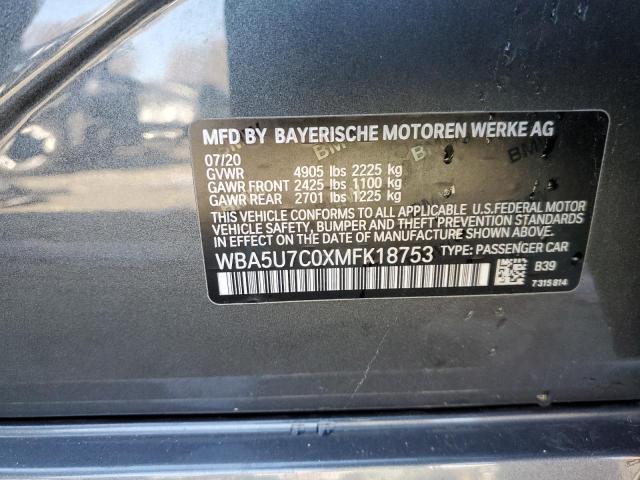 MFD BY BAYERISCHE MOTOREN WERKE AG
07/20
GVWR 4905 lbs 2225 kg
GAWR FRONT 2425 lbs 1100 kg
GAWR REAR 2701 lbs 1225 kg
THIS VEHICLE CONFORMS TO ALL APPLICABLE U.S.FEDERAL MOTOR
VEHICLE SAFETY, BUMPER AND THEFT PREVENTION STANDARDS
IN EFFECT ON THE DATE OF MANUFACTURE SHOWN ABOVE.
WBA5U7C0XMFK18753 TYPE: PASSENGER CAR
B39
7315814